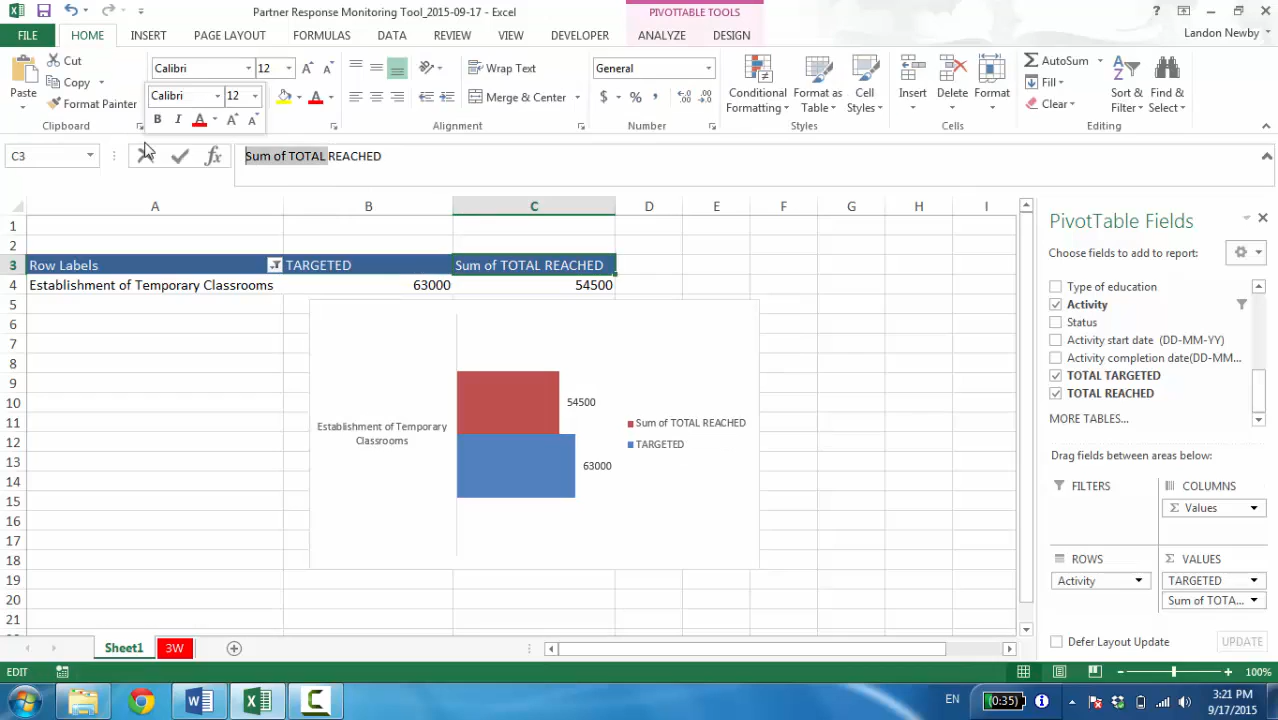 Partner Response Monitoring Tool_2015-09-17 - Excel
PIVOTTABLE TOOLS
FILE HOME INSERT PAGE LAYOUT FORMULAS DATA REVIEW VIEW DEVELOPER ANALYZE DESIGN
Landon Newby
Paste
Cut
Copy
Format Painter
Clipboard
Calibri 12
Calibri 12
B I A
Wrap Text
Merge & Center
Alignment
General
$ % ,
Number
Conditional Formatting
Format as Table
Cell Styles
Styles
Insert Delete Format
Cells
AutoSum
Fill
Clear
Sort & Filter
Find & Select
Editing
C3
fx
Sum of TOTAL REACHED
A B C D E F G H I
1
2
3 Row Labels TARGETED Sum of TOTAL REACHED
4 Establishment of Temporary Classrooms 63000 54500
5
6
7
8
9
10
11
12
13
14
15
16
17
18
19
20
21
Establishment of Temporary
Classrooms
54500
63000
Sum of TOTAL REACHED
TARGETED
PivotTable Fields
Choose fields to add to report:
Type of education
Activity
Status
Activity start date (DD-MM-YY)
Activity completion date(DD-MM...
TOTAL TARGETED
TOTAL REACHED
MORE TABLES...
Drag fields between areas below:
FILTERS
COLUMNS
Σ Values
ROWS
Activity
Σ VALUES
TARGETED
Sum of TOTA...
Defer Layout Update
UPDATE
Sheet1 3W
EDIT
100%
EN
(0:35)
3:21 PM
9/17/2015